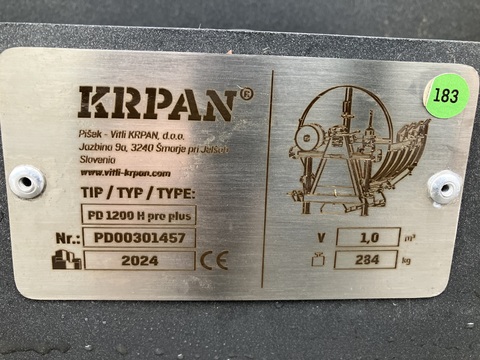 KRPAN®
Pišek - Vitli KRPAN, d.o.o.
Jazbina 9a, 3240 Šmarje pri Jelšah
Slovenia
www.vitli-krpan.com
TIP / TYP / TYPE:
PD 1200 H pro plus
Nr.: PD00301457
2024 CE
183
V 1,0 m³
284 kg